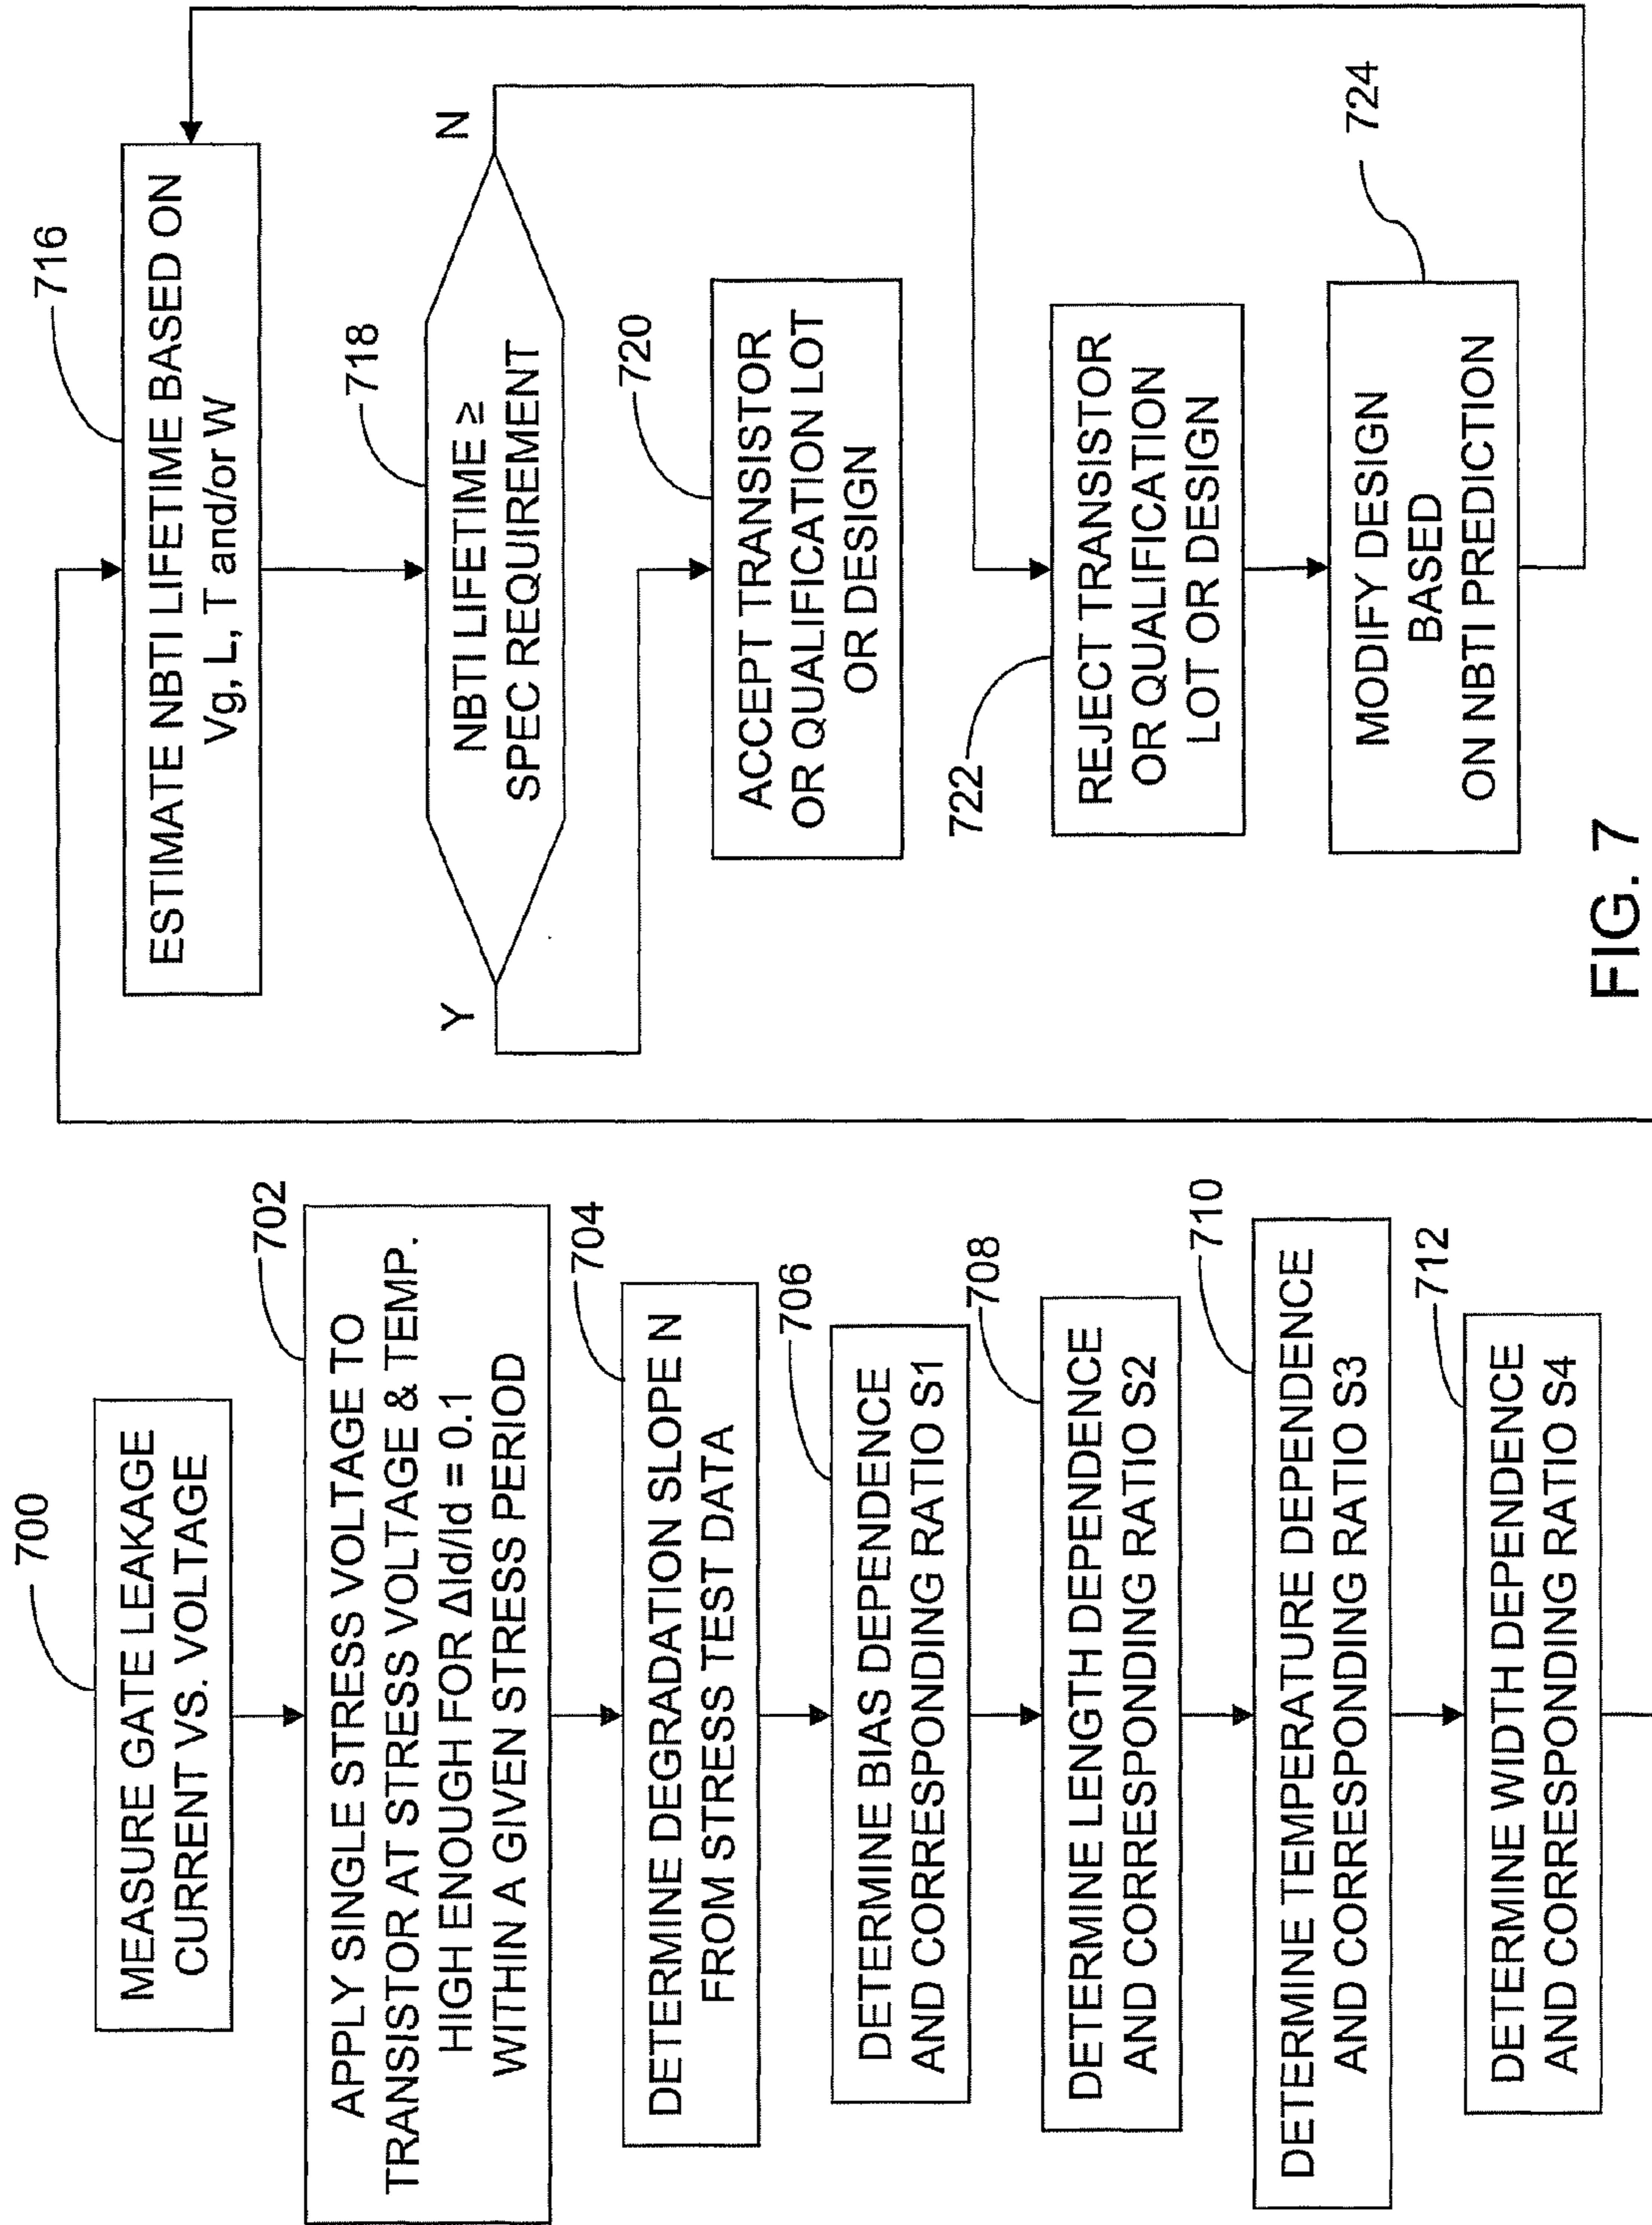 700
MEASURE GATE LEAKAGE
CURRENT VS. VOLTAGE
702
APPLY SINGLE STRESS VOLTAGE TO
TRANSISTOR AT STRESS VOLTAGE & TEMP.
HIGH ENOUGH FOR ΔId/Id = 0.1
WITHIN A GIVEN STRESS PERIOD
704
DETERMINE DEGRADATION SLOPE N
FROM STRESS TEST DATA
706
DETERMINE BIAS DEPENDENCE
AND CORRESPONDING RATIO S1
708
DETERMINE LENGTH DEPENDENCE
AND CORRESPONDING RATIO S2
710
DETERMINE TEMPERATURE DEPENDENCE
AND CORRESPONDING RATIO S3
712
DETERMINE WIDTH DEPENDENCE
AND CORRESPONDING RATIO S4
716
ESTIMATE NBTI LIFETIME BASED ON
Vg, L, T and/or W
718
Y
NBTI LIFETIME ≥
SPEC REQUIREMENT
N
720
ACCEPT TRANSISTOR
OR QUALIFICATION LOT
OR DESIGN
722
REJECT TRANSISTOR
OR QUALIFICATION
LOT OR DESIGN
724
MODIFY DESIGN
BASED
ON NBTI PREDICTION
FIG. 7